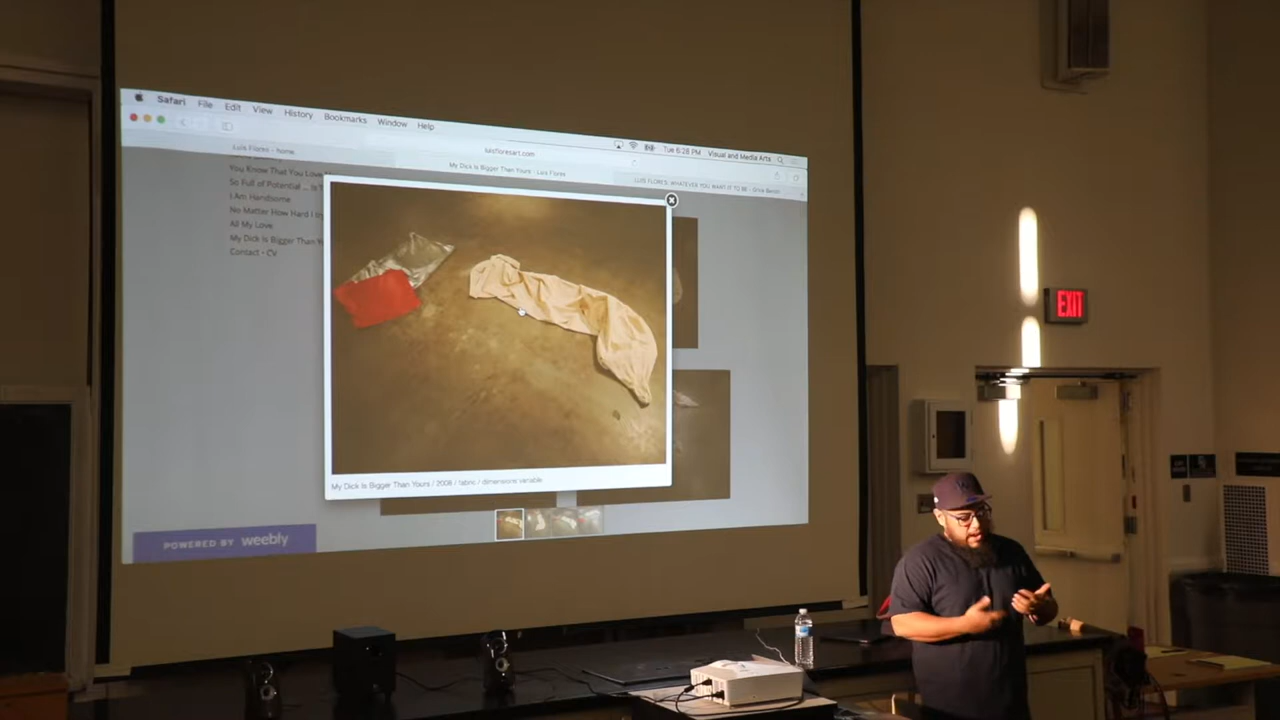 Safari File Edit View History Bookmarks Window Help
Tue 6:28 PM Visual and Media Arts
luisfloresart.com
Luis Flores - home
My Dick Is Bigger Than Yours - Luis Flores
LUIS FLORES: WHATEVER YOU WANT IT TO BE
You Know That You Love
So Full of Potential ...
I Am Handsome
No Matter How Hard I
All My Love
My Dick Is Bigger Than
Contact - CV
My Dick Is Bigger Than Yours / 2008 / fabric / dimensions variable
POWERED BY weebly
EXIT